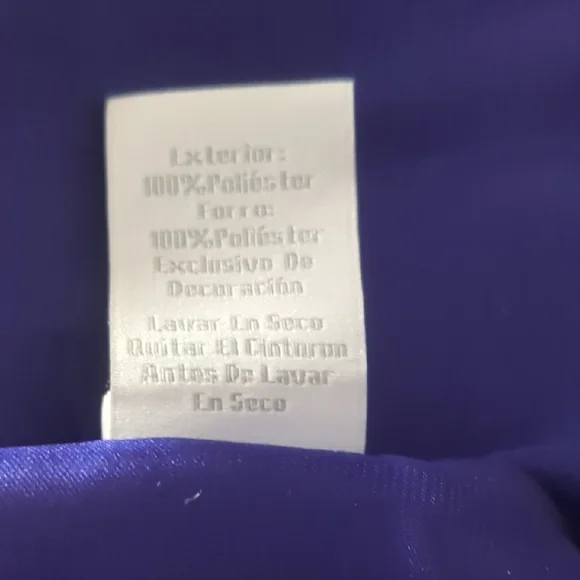 Exterior:
100%Poliéster
Forro:
100%Poliéster
Exclusivo De
Decoración
Lavar En Seco
Quitar El Cinturon
Antes De Lavar
En Seco